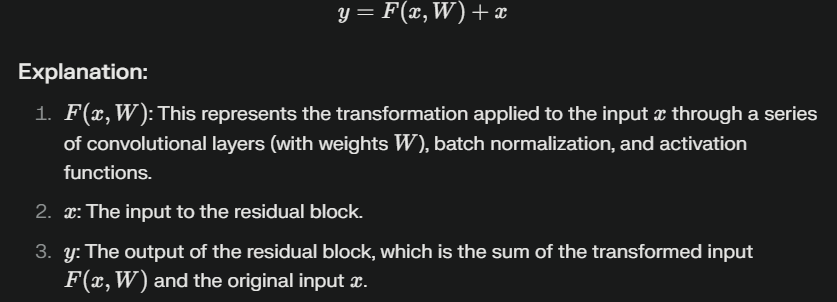 y = F(x, W) + x
Explanation:
1. F(x, W): This represents the transformation applied to the input x through a series
of convolutional layers (with weights W), batch normalization, and activation
functions.
2. x: The input to the residual block.
3. y: The output of the residual block, which is the sum of the transformed input
F(x, W) and the original input x.